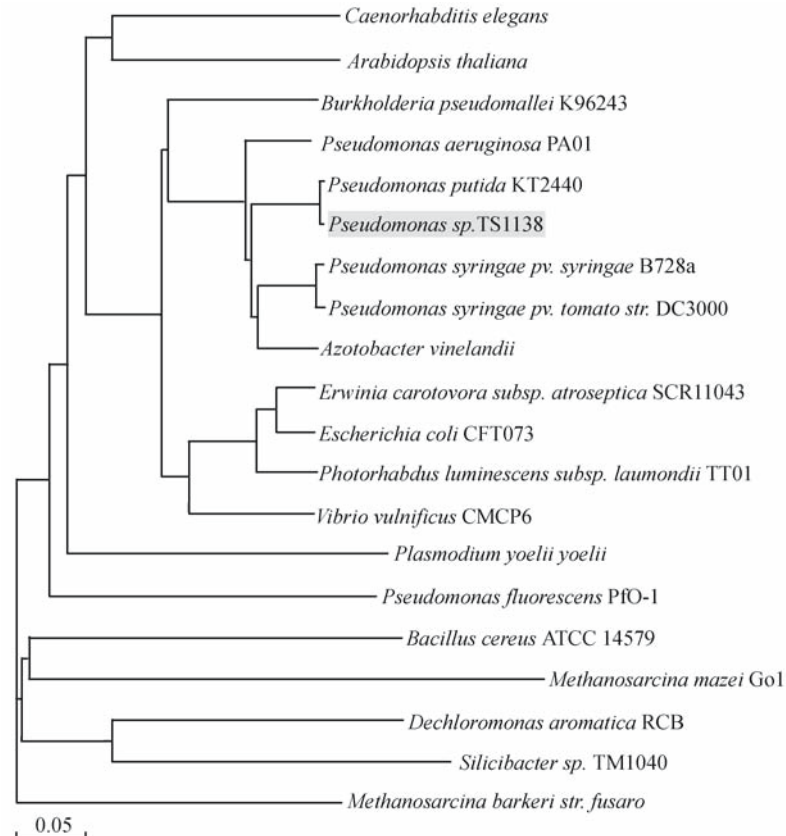 Caenorhabditis elegans
Arabidopsis thaliana
Burkholderia pseudomallei K96243
Pseudomonas aeruginosa PA01
Pseudomonas putida KT2440
Pseudomonas sp.TS1138
Pseudomonas syringae pv. syringae B728a
Pseudomonas syringae pv. tomato str. DC3000
Azotobacter vinelandii
Erwinia carotovora subsp. atroseptica SCR11043
Escherichia coli CFT073
Photorhabdus luminescens subsp. laumondii TT01
Vibrio vulnificus CMCP6
Plasmodium yoelii yoelii
Pseudomonas fluorescens PfO-1
Bacillus cereus ATCC 14579
Methanosarcina mazei Go1
Dechloromonas aromatica RCB
Silicibacter sp. TM1040
Methanosarcina barkeri str. fusaro
0.05